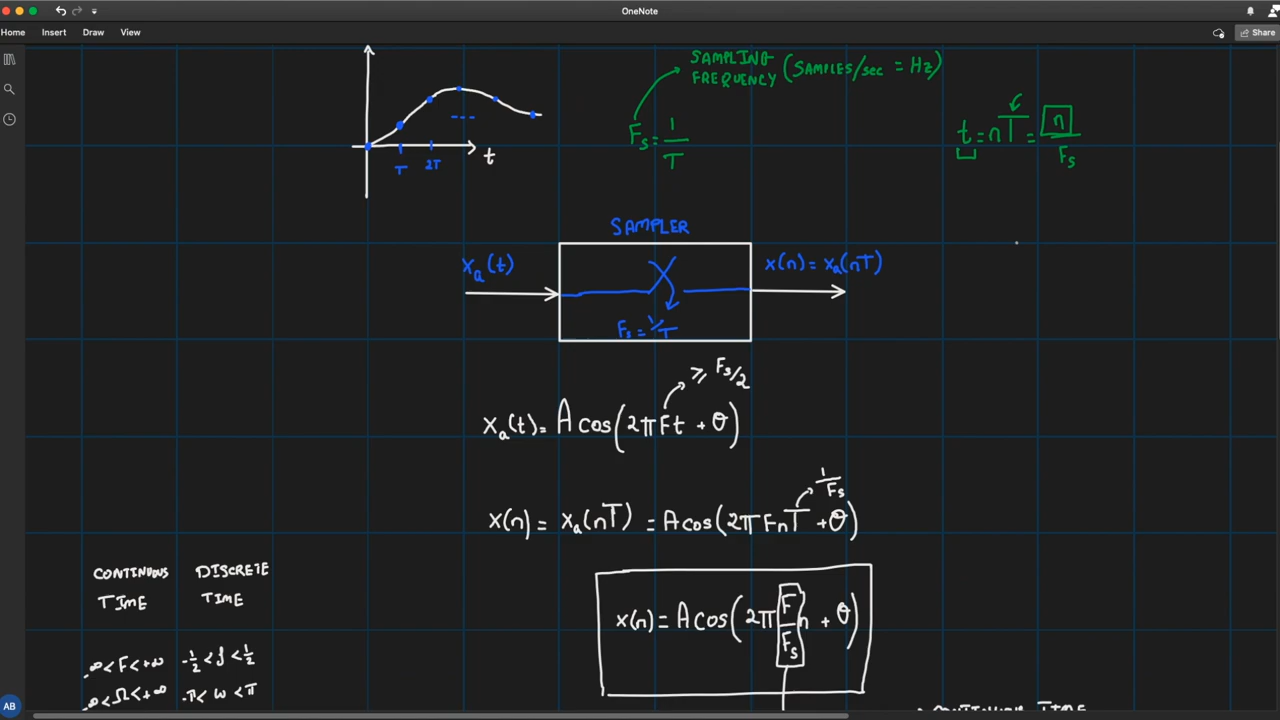 OneNote
Home Insert Draw View Share
SAMPLING
FREQUENCY (SAMPLES/sec = Hz)
Fs = 1/T
t = nT = n/Fs
T 2T
t
---
SAMPLER
xa(t)
x(n) = xa(nT)
Fs = 1/T
≥ Fs/2
xa(t) = A cos(2πFt + θ)
1/Fs
x(n) = xa(nT) = A cos(2πFnT + θ)
CONTINUOUS DISCRETE
TIME TIME
x(n) = A cos(2π F/Fs n + θ)
-∞ < F < +∞ -1/2 < f < 1/2
-∞ < Ω < +∞ -π < ω < π
CONTINUOUS TIME
AB